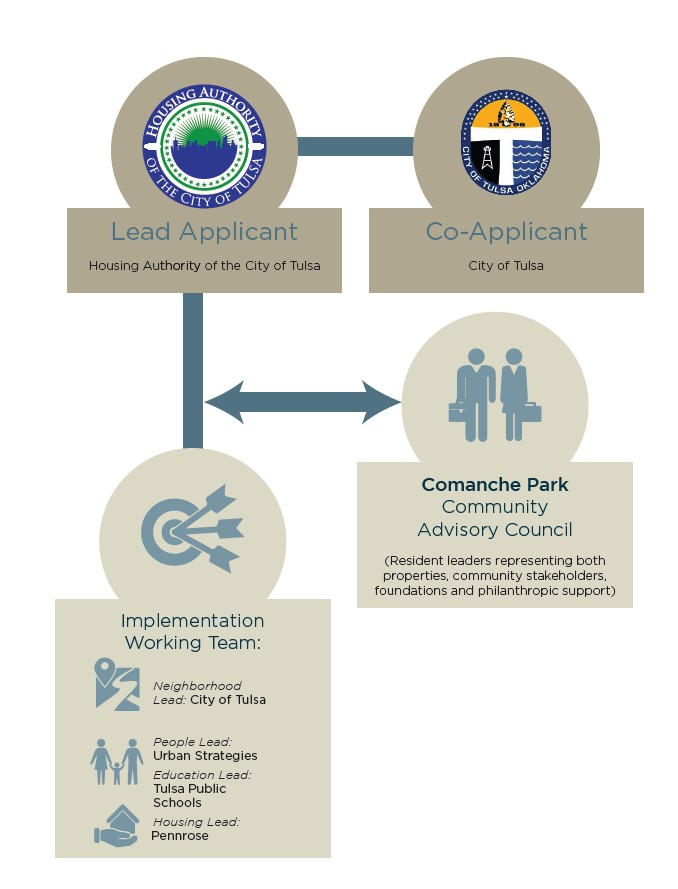 HOUSING AUTHORITY
OF THE CITY OF TULSA
1898
CITY OF TULSA OKLAHOMA
Lead Applicant
Housing Authority of the City of Tulsa
Co-Applicant
City of Tulsa
Comanche Park
Community
Advisory Council
(Resident leaders representing both
properties, community stakeholders,
foundations and philanthropic support)
Implementation
Working Team:
Neighborhood
Lead: City of Tulsa
People Lead:
Urban Strategies
Education Lead:
Tulsa Public
Schools
Housing Lead:
Pennrose